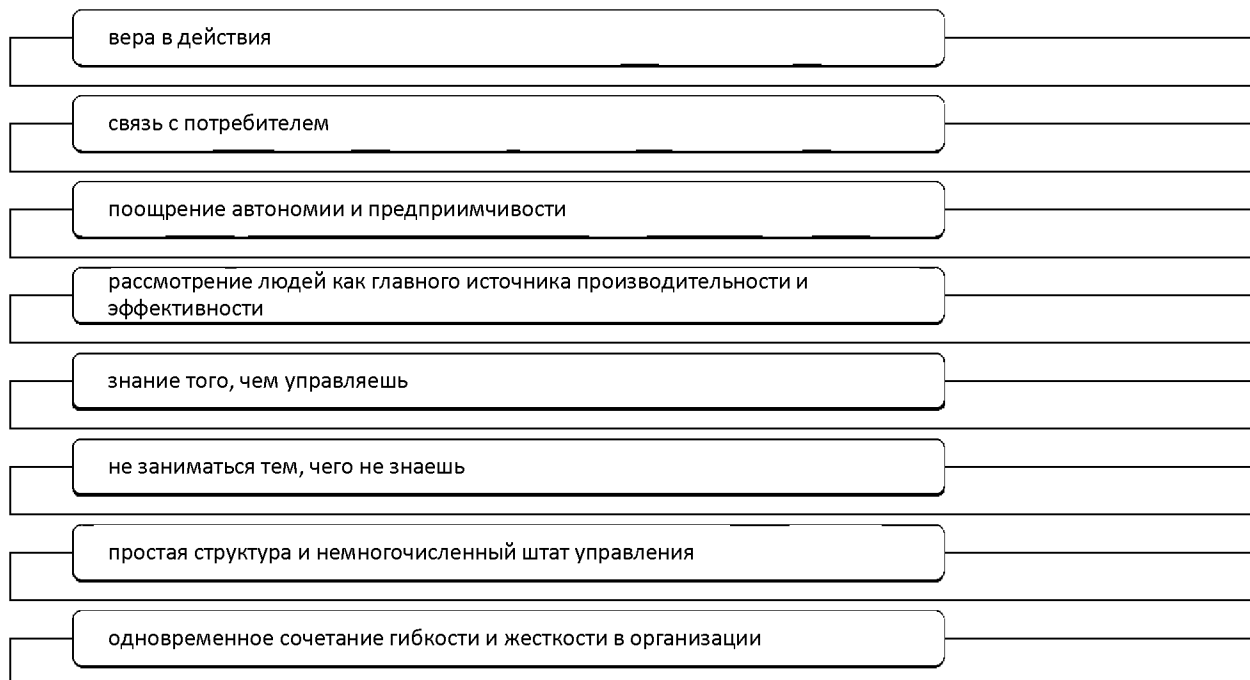 вера в действия
связь с потребителем
поощрение автономии и предприимчивости
рассмотрение людей как главного источника производительности и
эффективности
знание того, чем управляешь
не заниматься тем, чего не знаешь
простая структура и немногочисленный штат управления
одновременное сочетание гибкости и жесткости в организации